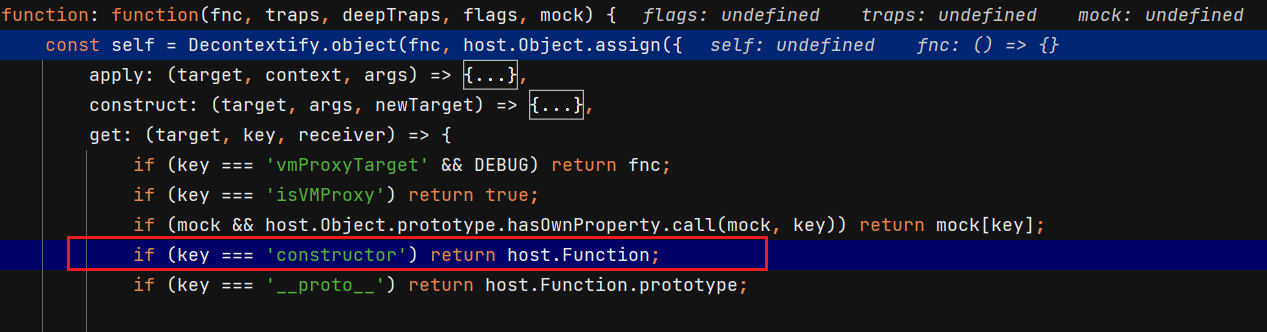 function: function(fnc, traps, deepTraps, flags, mock) {   flags: undefined    traps: undefined    mock: undefined
const self = Decontextify.object(fnc, host.Object.assign({   self: undefined    fnc: () => {}
apply: (target, context, args) => {...},
construct: (target, args, newTarget) => {...},
get: (target, key, receiver) => {
if (key === 'vmProxyTarget' && DEBUG) return fnc;
if (key === 'isVMProxy') return true;
if (mock && host.Object.prototype.hasOwnProperty.call(mock, key)) return mock[key];
if (key === 'constructor') return host.Function;
if (key === '__proto__') return host.Function.prototype;